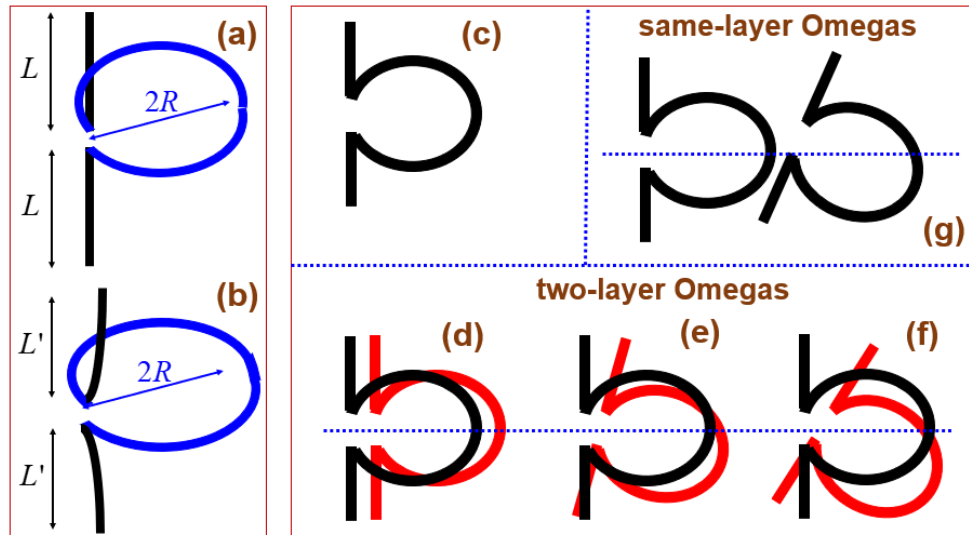 (a)
L
2R
L
(b)
L'
2R
L'
(c)
same-layer Omegas
(g)
two-layer Omegas
(d)
(e)
(f)